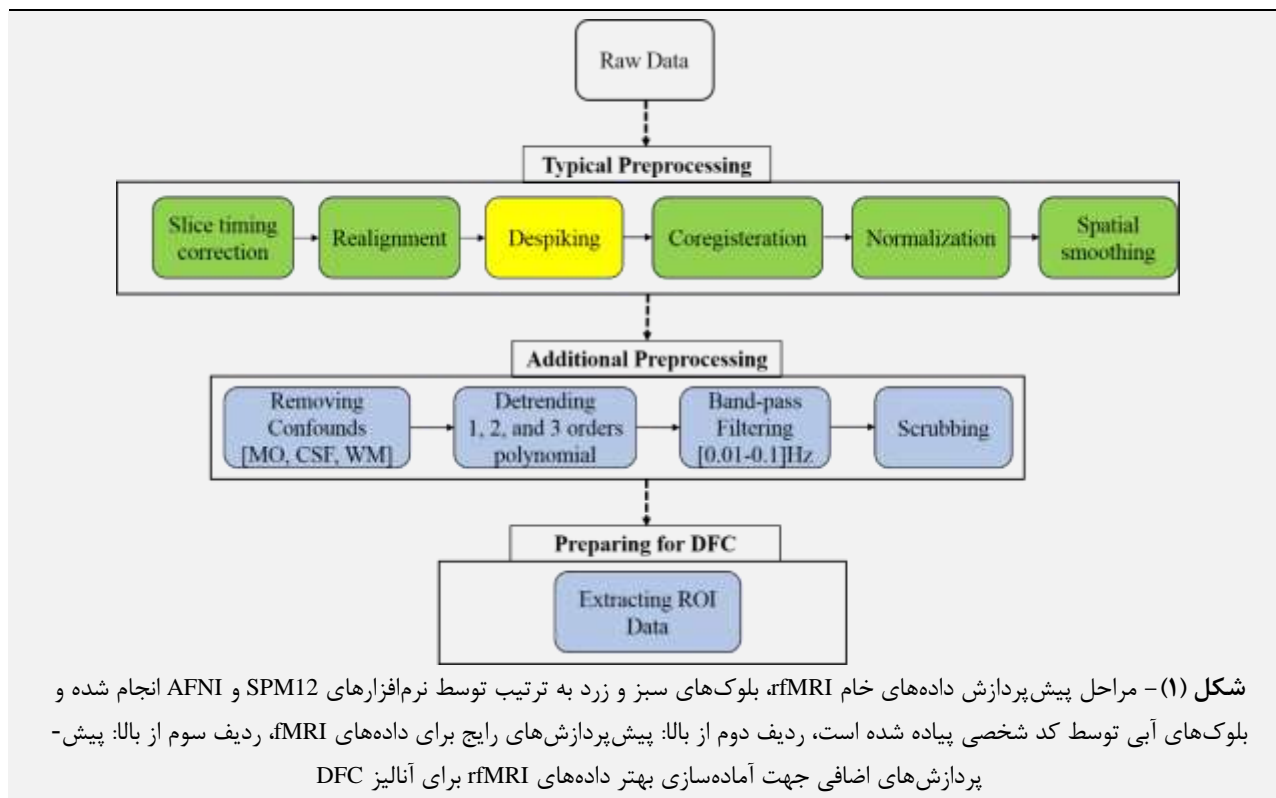 Raw Data
Typical Preprocessing
Slice timing
correction
Realignment
Despiking
Coregisteration
Normalization
Spatial
smoothing
Additional Preprocessing
Removing
Confounds
[MO, CSF, WM]
Detrending
1, 2, and 3 orders
polynomial
Band-pass
Filtering
[0.01-0.1]Hz
Scrubbing
Preparing for DFC
Extracting ROI
Data
شکل (۱)- مراحل پیش‌پردازش داده‌های خام rfMRI، بلوک‌های سبز و زرد به ترتیب توسط نرم‌افزارهای SPM12 و AFNI انجام شده و
بلوک‌های آبی توسط کد شخصی پیاده شده است، ردیف دوم از بالا: پیش‌پردازش‌های رایج برای داده‌های fMRI، ردیف سوم از بالا: پیش-
پردازش‌های اضافی جهت آماده‌سازی بهتر داده‌های rfMRI برای آنالیز DFC